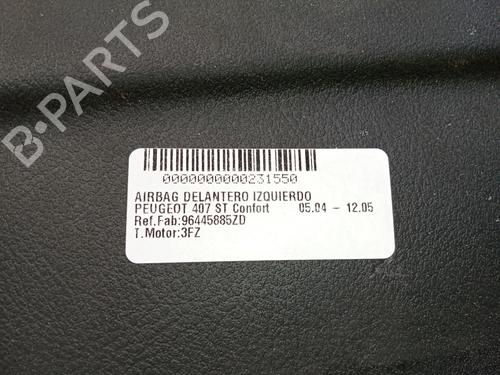 B-PARTS
0000000000231550
AIRBAG DELANTERO IZQUIERDO
PEUGEOT 407 ST Confort 05.04 - 12.05
Ref.Fab:96445885ZD
T.Motor:3FZ